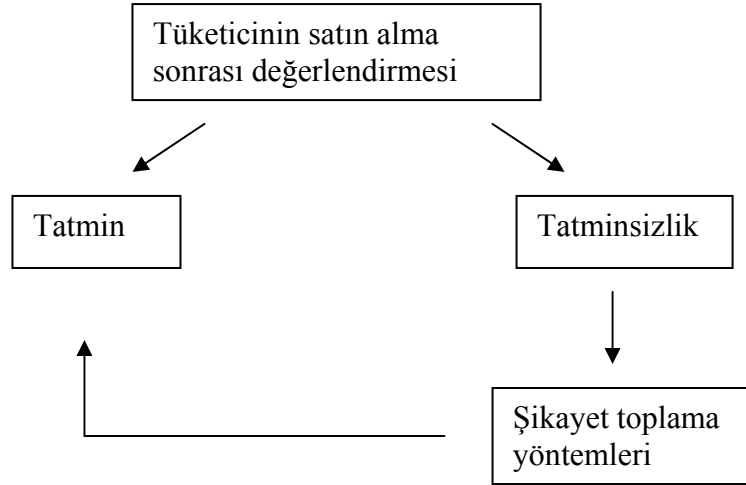 Tüketicinin satın alma
sonrası değerlendirmesi
Tatmin
Tatminsizlik
Şikayet toplama
yöntemleri